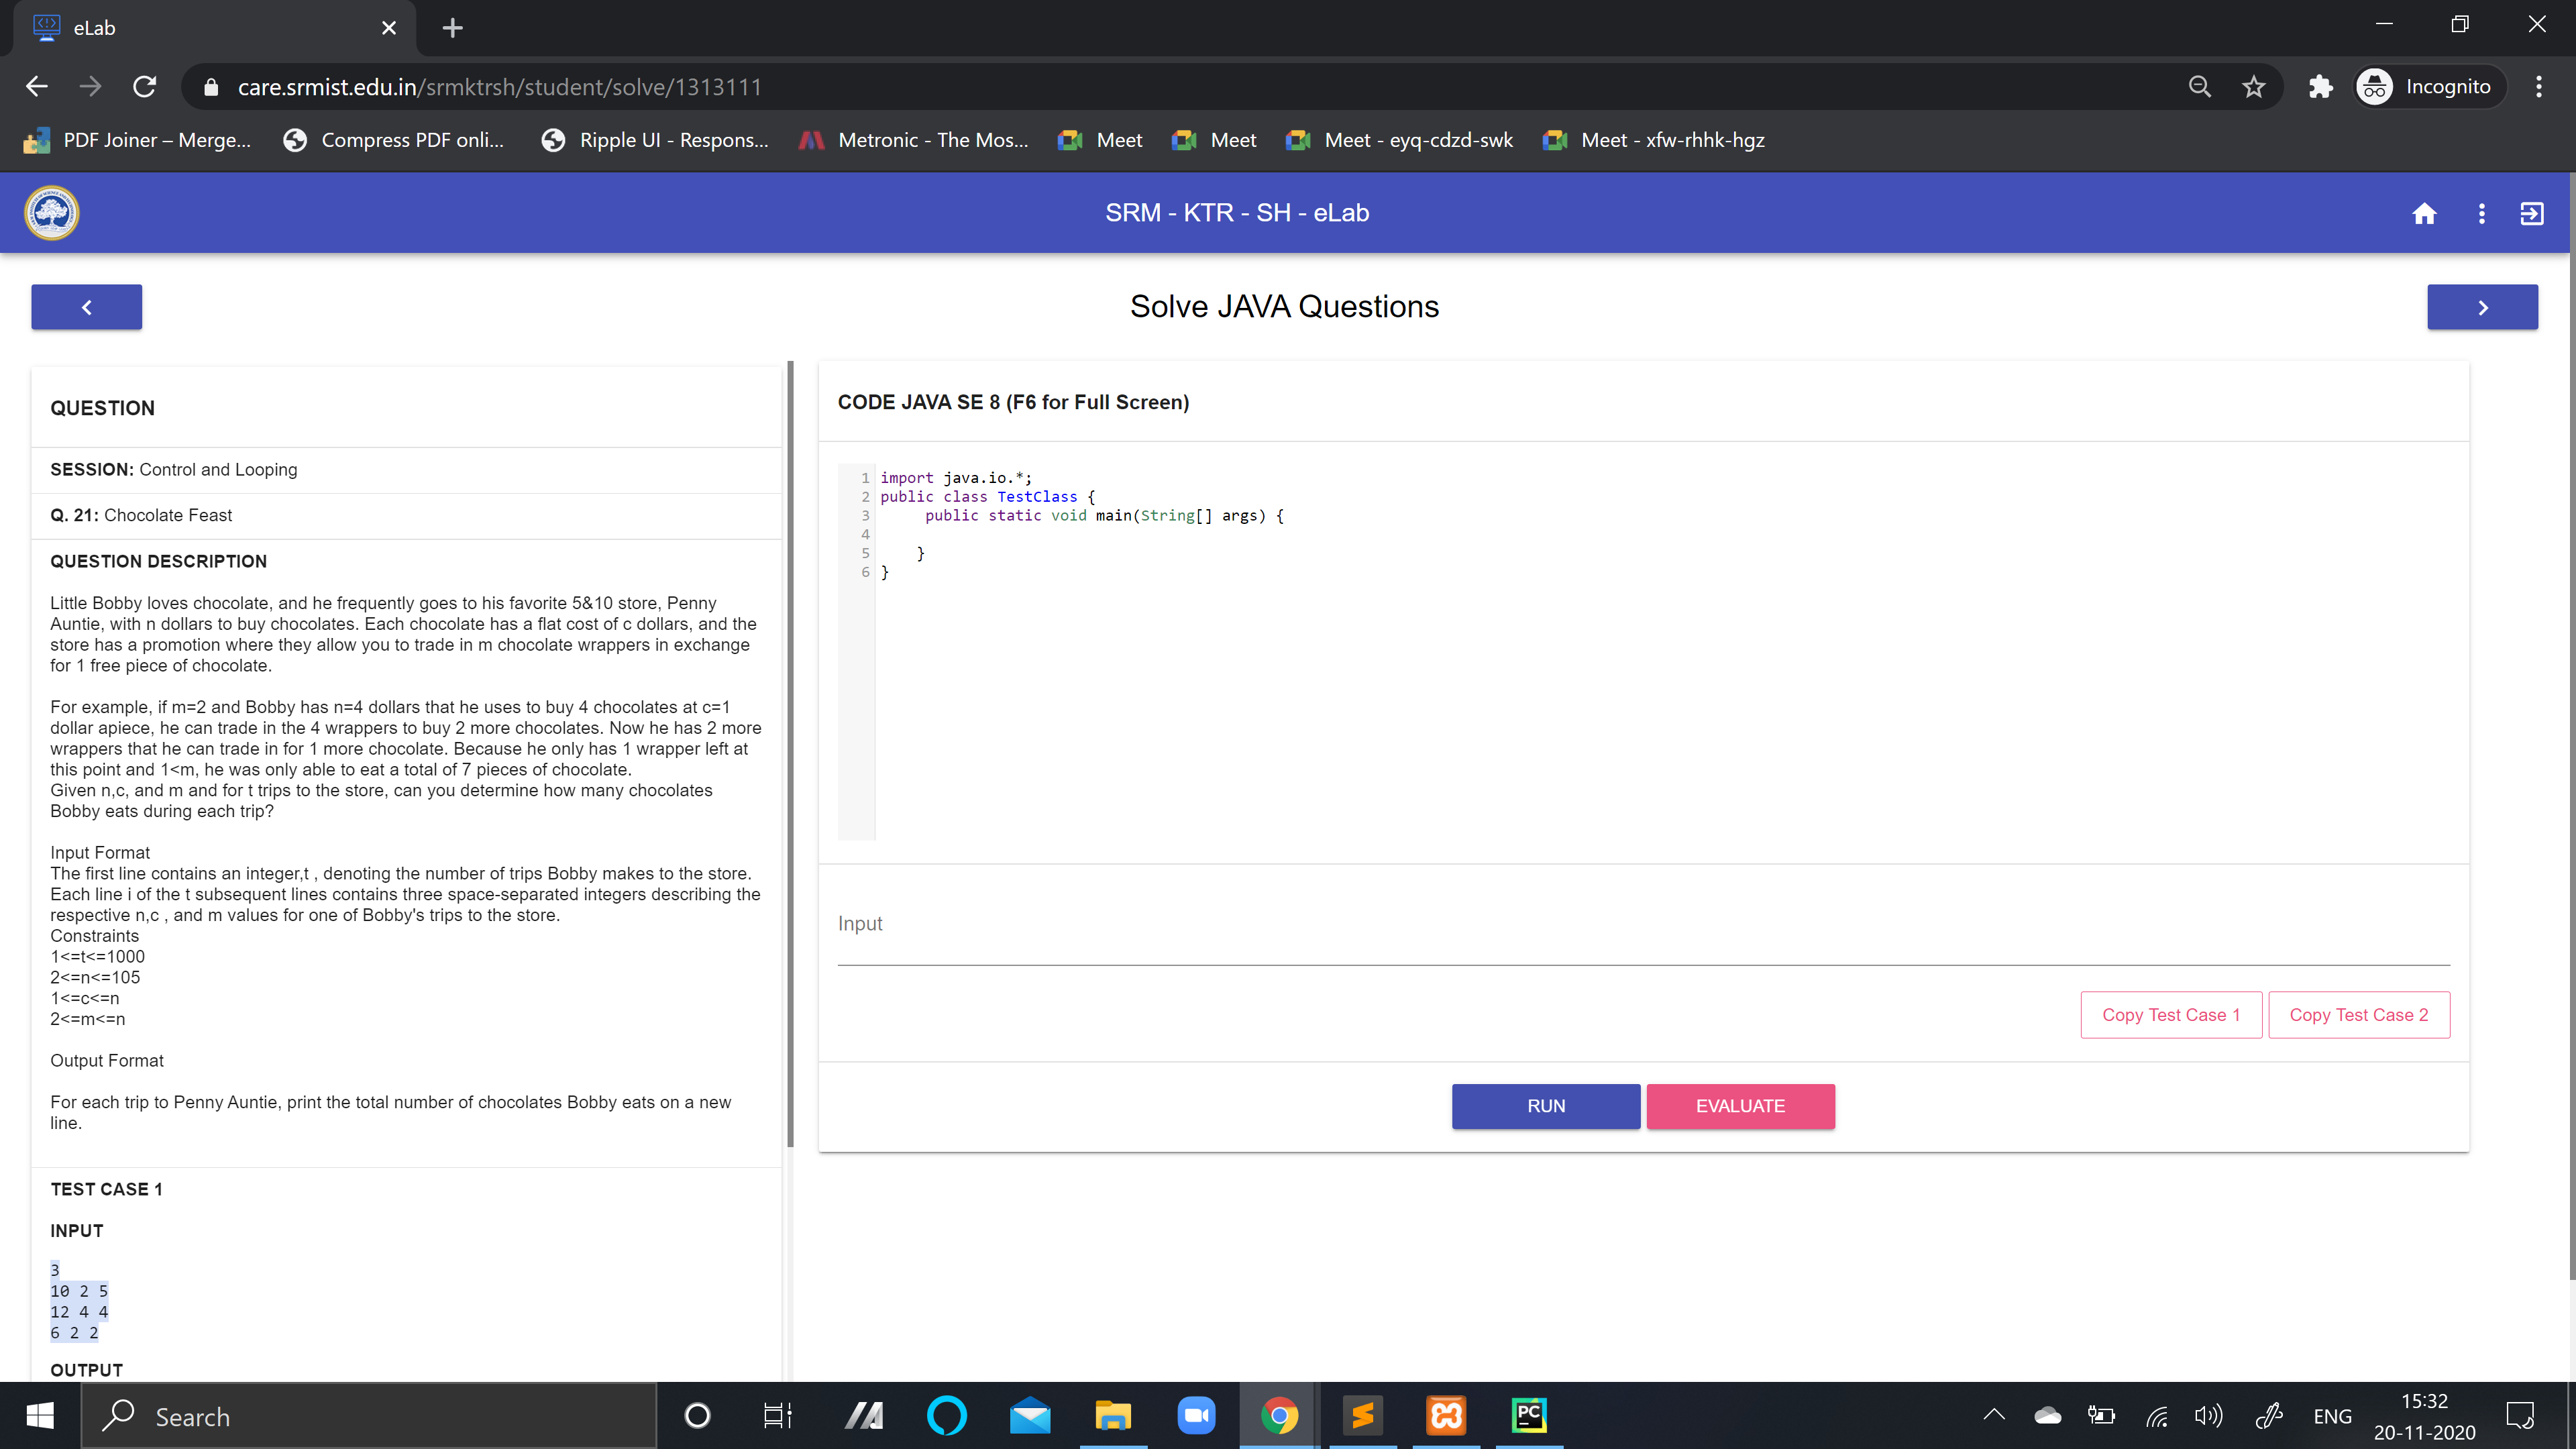 eLab
care.srmist.edu.in/srmktrsh/student/solve/1313111
Incognito
PDF Joiner – Merge...
Compress PDF onli...
Ripple UI - Respons...
Metronic - The Mos...
Meet
Meet
Meet - eyq-cdzd-swk
Meet - xfw-rhhk-hgz
SRM - KTR - SH - eLab
Solve JAVA Questions
QUESTION
SESSION: Control and Looping
Q. 21: Chocolate Feast
QUESTION DESCRIPTION
Little Bobby loves chocolate, and he frequently goes to his favorite 5&10 store, Penny
Auntie, with n dollars to buy chocolates. Each chocolate has a flat cost of c dollars, and the
store has a promotion where they allow you to trade in m chocolate wrappers in exchange
for 1 free piece of chocolate.
For example, if m=2 and Bobby has n=4 dollars that he uses to buy 4 chocolates at c=1
dollar apiece, he can trade in the 4 wrappers to buy 2 more chocolates. Now he has 2 more
wrappers that he can trade in for 1 more chocolate. Because he only has 1 wrapper left at
this point and 1<m, he was only able to eat a total of 7 pieces of chocolate.
Given n,c, and m and for t trips to the store, can you determine how many chocolates
Bobby eats during each trip?
Input Format
The first line contains an integer,t , denoting the number of trips Bobby makes to the store.
Each line i of the t subsequent lines contains three space-separated integers describing the
respective n,c , and m values for one of Bobby's trips to the store.
Constraints
1<=t<=1000
2<=n<=105
1<=c<=n
2<=m<=n
Output Format
For each trip to Penny Auntie, print the total number of chocolates Bobby eats on a new
line.
TEST CASE 1
INPUT
3
10 2 5
12 4 4
6 2 2
OUTPUT
CODE JAVA SE 8 (F6 for Full Screen)
1 import java.io.*;
2 public class TestClass {
3 public static void main(String[] args) {
4
5 }
6 }
Input
Copy Test Case 1
Copy Test Case 2
RUN
EVALUATE
Search
PC
ENG
15:32
20-11-2020